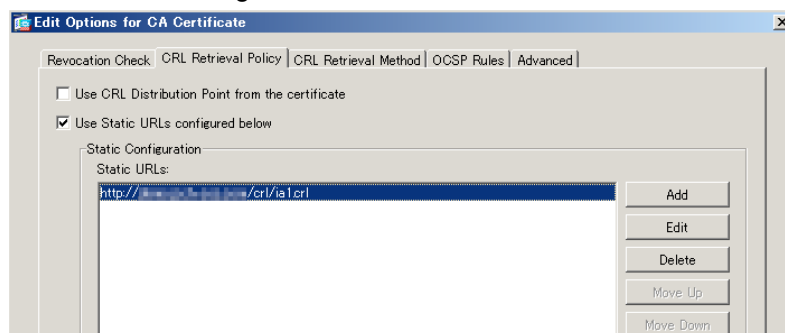 Edit Options for CA Certificate
Revocation Check CRL Retrieval Policy CRL Retrieval Method OCSP Rules Advanced
Use CRL Distribution Point from the certificate
Use Static URLs configured below
Static Configuration
Static URLs:
http:// /crl/ia1.crl
Add
Edit
Delete
Move Up
Move Down